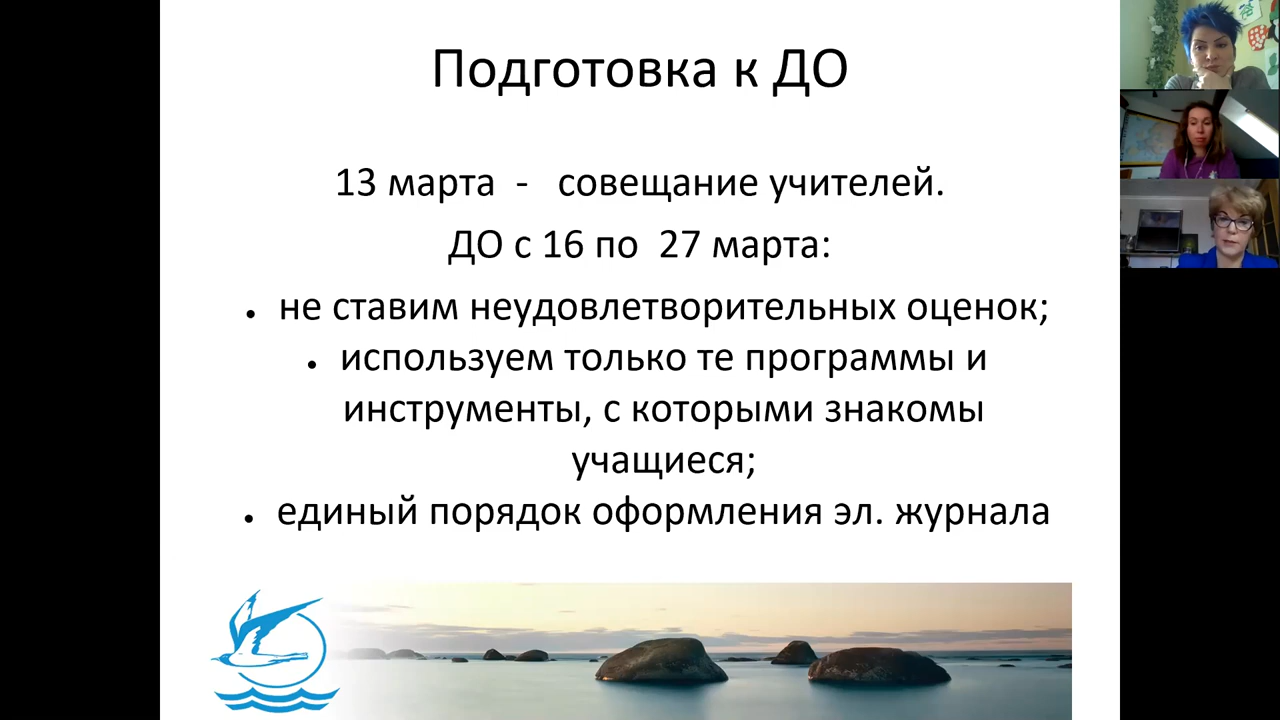 Подготовка к ДО
13 марта - совещание учителей.
ДО с 16 по 27 марта:
• не ставим неудовлетворительных оценок;
• используем только те программы и
инструменты, с которыми знакомы
учащиеся;
• единый порядок оформления эл. журнала